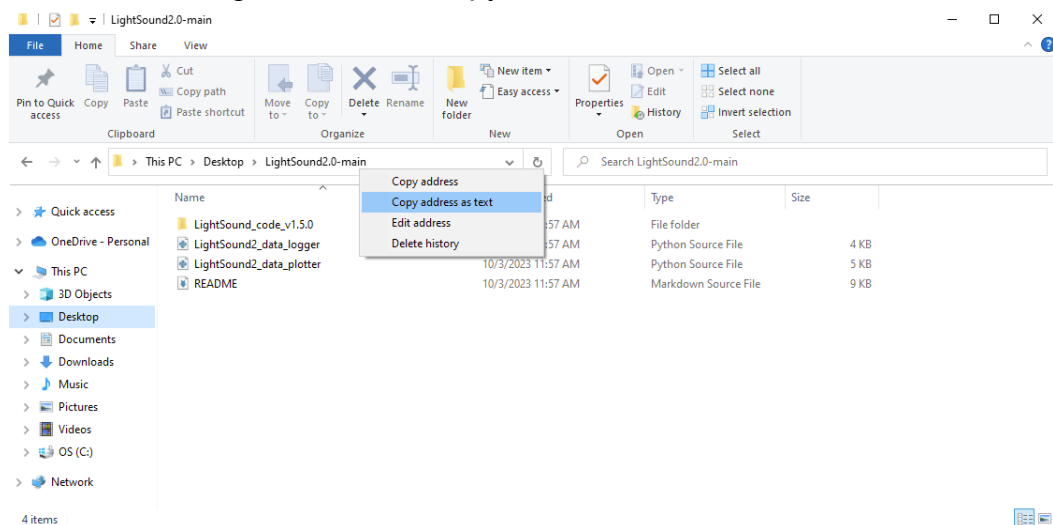 LightSound2.0-main
File Home Share View
Pin to Quick access
Copy
Paste
Cut
Copy path
Paste shortcut
Clipboard
Move to
Copy to
Delete
Rename
Organize
New folder
New item
Easy access
New
Properties
Open
Edit
History
Open
Select all
Select none
Invert selection
Select
This PC > Desktop > LightSound2.0-main
Search LightSound2.0-main
Copy address
Copy address as text
Edit address
Delete history
Name Type Size
LightSound_code_v1.5.0 :57 AM File folder
LightSound2_data_logger :57 AM Python Source File 4 KB
LightSound2_data_plotter 10/3/2023 11:57 AM Python Source File 5 KB
README 10/3/2023 11:57 AM Markdown Source File 9 KB
Quick access
OneDrive - Personal
This PC
3D Objects
Desktop
Documents
Downloads
Music
Pictures
Videos
OS (C:)
Network
4 items